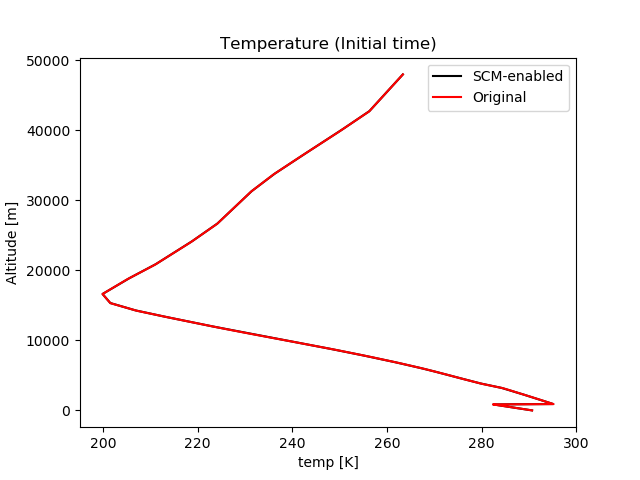 Temperature (Initial time)
SCM-enabled
Original
50000
40000
30000
20000
10000
0
Altitude [m]
200
220
240
260
280
300
temp [K]